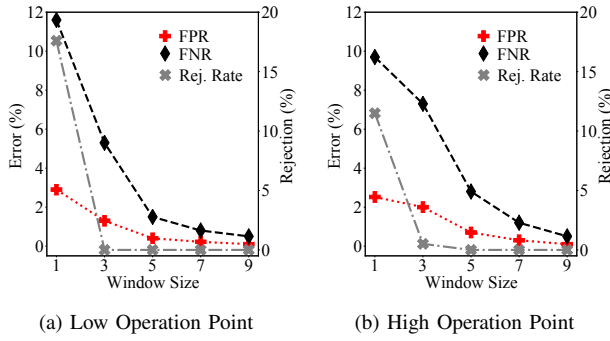 12
10
8
6
4
2
0
Error (%)
FPR
FNR
Rej. Rate
20
15
10
5
0
Rejection (%)
1 3 5 7 9
Window Size
(a) Low Operation Point
12
10
8
6
4
2
0
Error (%)
FPR
FNR
Rej. Rate
20
15
10
5
0
Rejection (%)
1 3 5 7 9
Window Size
(b) High Operation Point